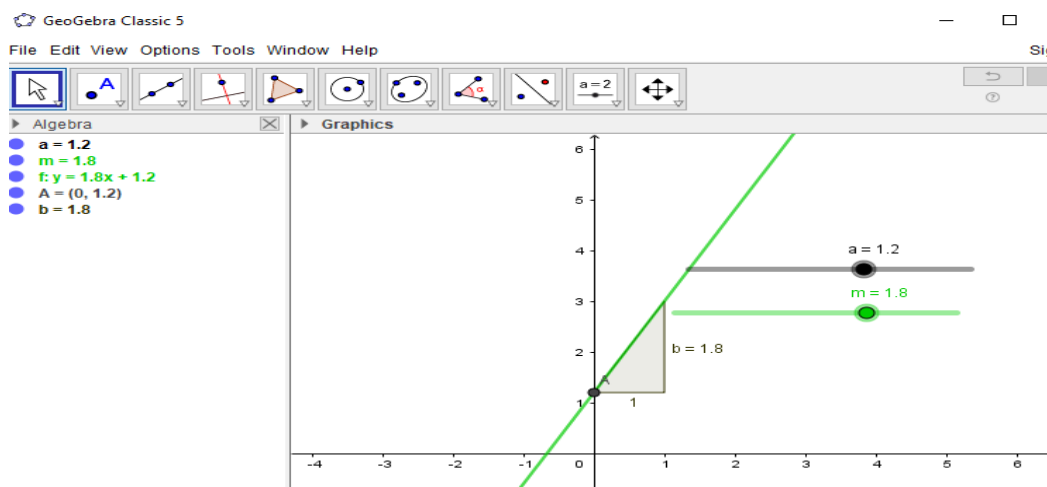 GeoGebra Classic 5
File Edit View Options Tools Window Help
A
α
a=2
Algebra
Graphics
a = 1.2
m = 1.8
f: y = 1.8x + 1.2
A = (0, 1.2)
b = 1.8
6
5
4
3
2
1
a = 1.2
m = 1.8
b = 1.8
A
1
-4 -3 -2 -1 0 1 2 3 4 5 6